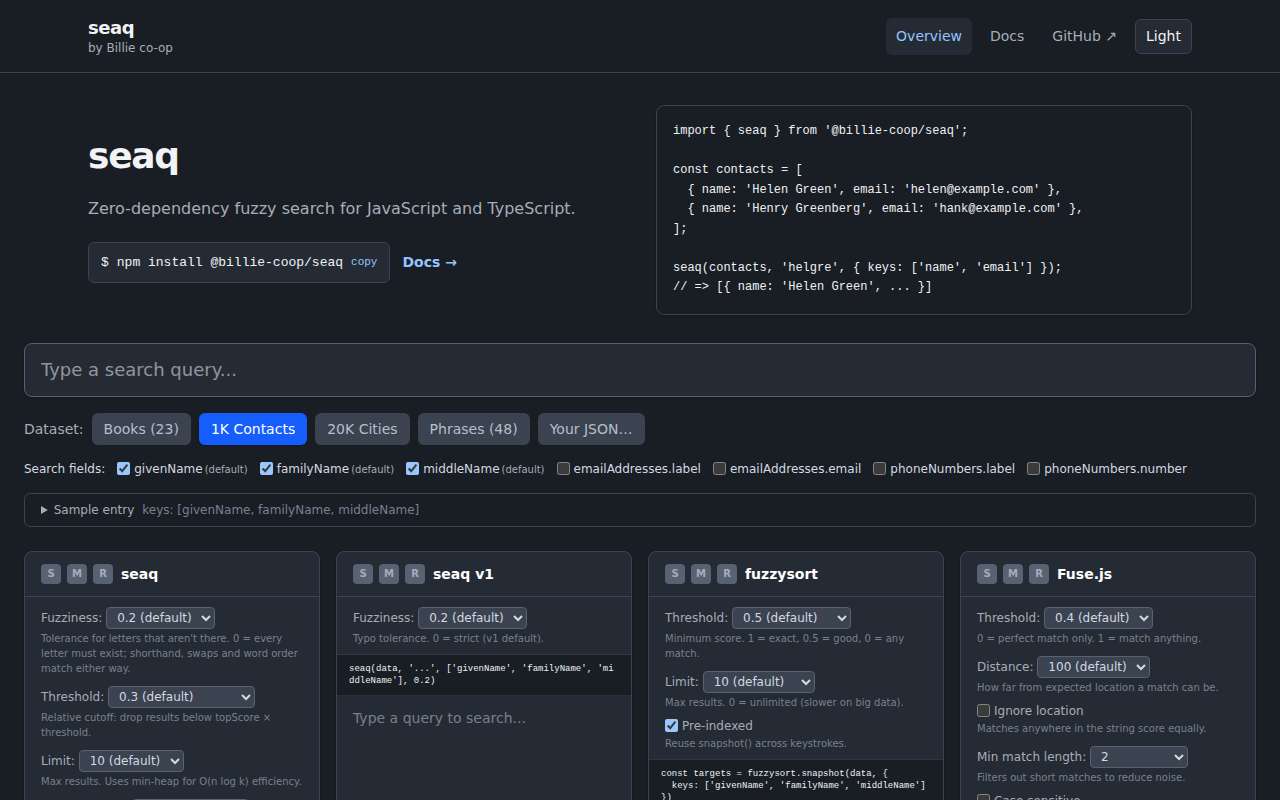 seaq
by Billie co-op
Overview
Docs
GitHub ↗
Light
seaq
Zero-dependency fuzzy search for JavaScript and TypeScript.
$ npm install @billie-coop/seaq copy
Docs →
import { seaq } from '@billie-coop/seaq';
const contacts = [
{ name: 'Helen Green', email: 'helen@example.com' },
{ name: 'Henry Greenberg', email: 'hank@example.com' },
];
seaq(contacts, 'helgre', { keys: ['name', 'email'] });
// => [{ name: 'Helen Green', ... }]
Type a search query...
Dataset: Books (23) 1K Contacts 20K Cities Phrases (48) Your JSON...
Search fields: givenName (default) familyName (default) middleName (default) emailAddresses.label emailAddresses.email phoneNumbers.label phoneNumbers.number
▶ Sample entry keys: [givenName, familyName, middleName]
S M R seaq
Fuzziness: 0.2 (default)
Tolerance for letters that aren't there. 0 = every
letter must exist; shorthand, swaps and word order
match either way.
Threshold: 0.3 (default)
Relative cutoff: drop results below topScore ×
threshold.
Limit: 10 (default)
Max results. Uses min-heap for O(n log k) efficiency.
S M R seaq v1
Fuzziness: 0.2 (default)
Typo tolerance. 0 = strict (v1 default).
seaq(data, '...', ['givenName', 'familyName', 'mi
ddleName'], 0.2)
Type a query to search...
S M R fuzzysort
Threshold: 0.5 (default)
Minimum score. 1 = exact, 0.5 = good, 0 = any
match.
Limit: 10 (default)
Max results. 0 = unlimited (slower on big data).
Pre-indexed
Reuse snapshot() across keystrokes.
const targets = fuzzysort.snapshot(data, {
keys: ['givenName', 'familyName', 'middleName']
})
S M R Fuse.js
Threshold: 0.4 (default)
0 = perfect match only. 1 = match anything.
Distance: 100 (default)
How far from expected location a match can be.
Ignore location
Matches anywhere in the string score equally.
Min match length: 2
Filters out short matches to reduce noise.
Case sensitive